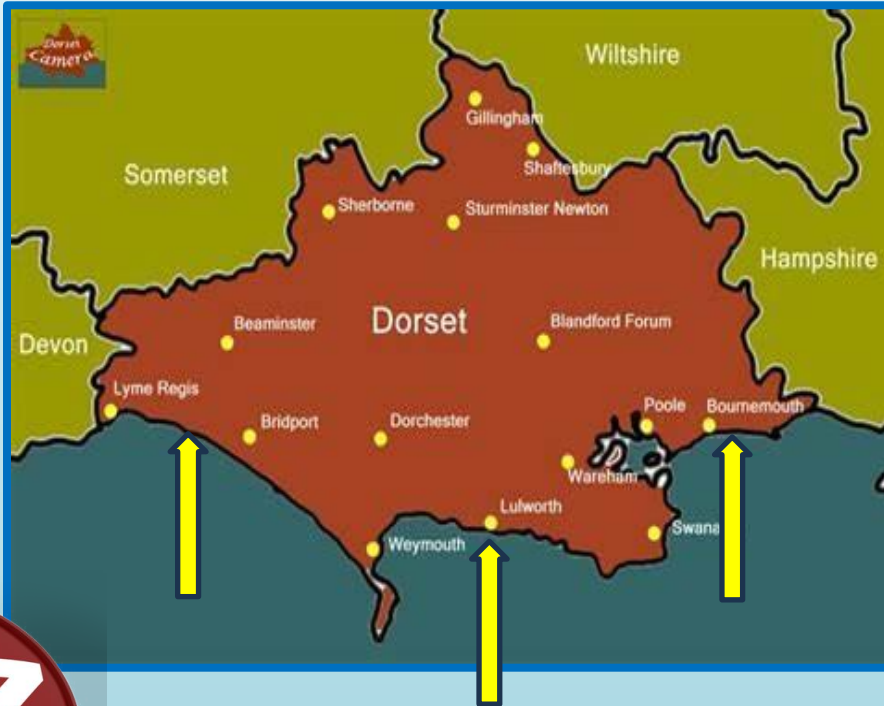 Dorset
Camera
Wiltshire
Gillingham
Shaftesbury
Somerset
Sherborne
Sturminster Newton
Hampshire
Beaminster
Dorset
Blandford Forum
Devon
Lyme Regis
Poole
Bournemouth
Bridport
Dorchester
Wareham
Lulworth
Swana
Weymouth